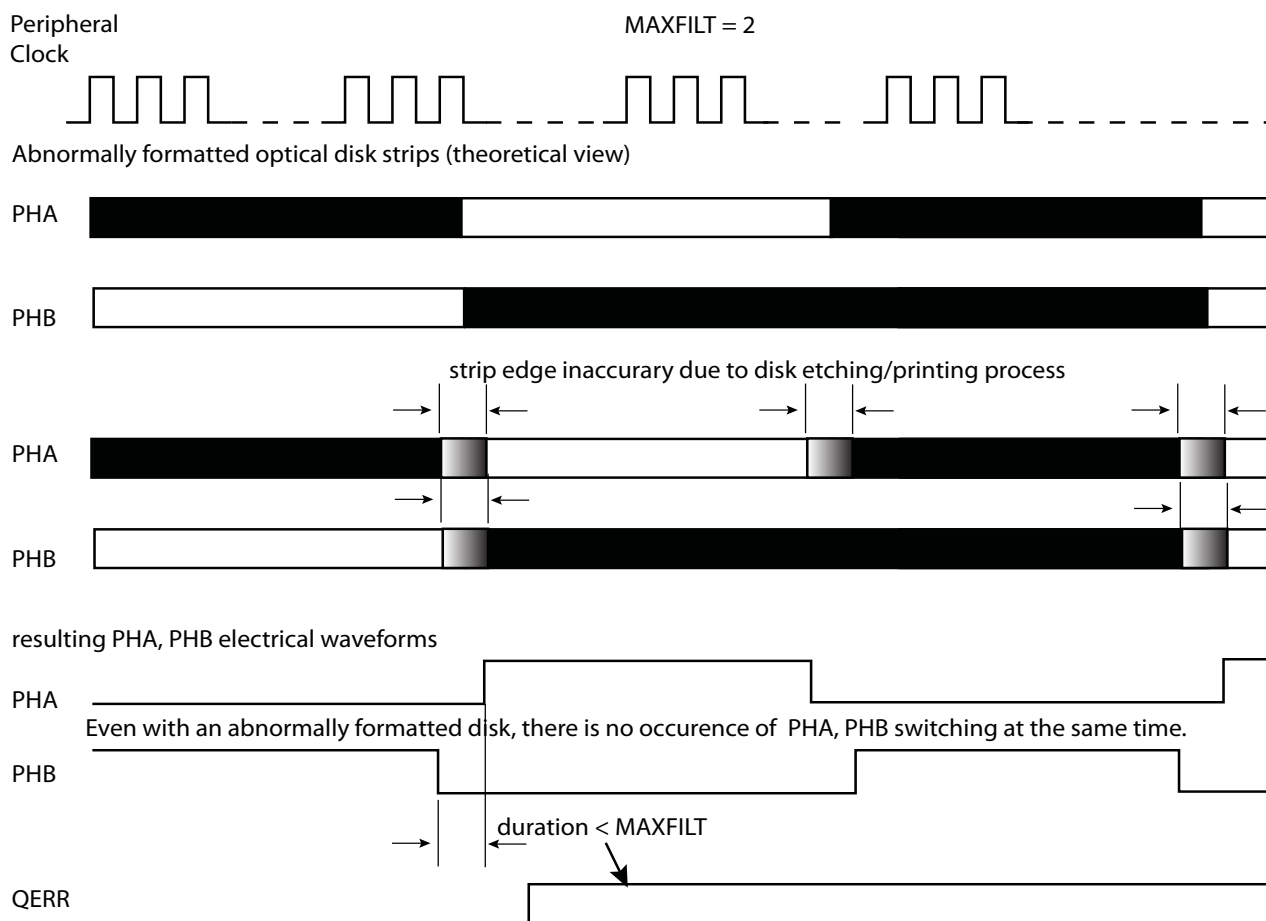 Peripheral
Clock
MAXFILT = 2
Abnormally formatted optical disk strips (theoretical view)
PHA
PHB
strip edge inaccurary due to disk etching/printing process
PHA
PHB
resulting PHA, PHB electrical waveforms
PHA
Even with an abnormally formatted disk, there is no occurence of PHA, PHB switching at the same time.
PHB
duration < MAXFILT
QERR